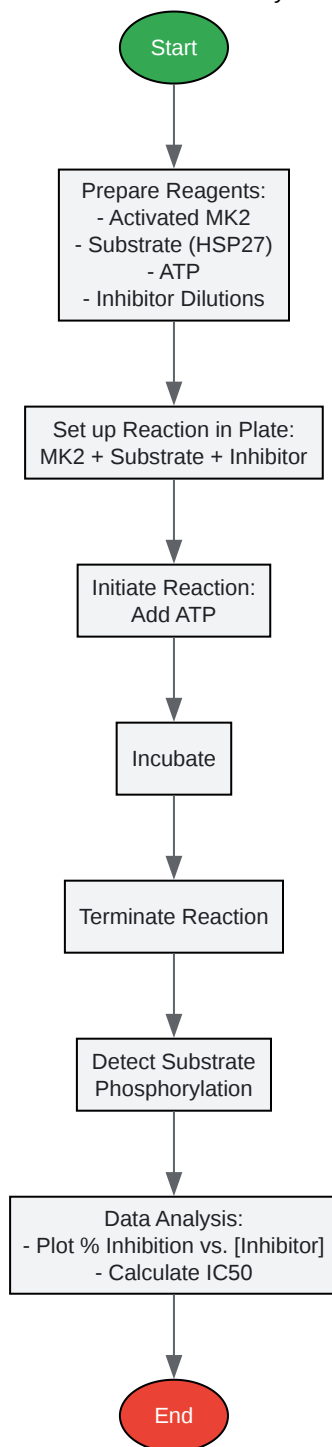 Start
Prepare Reagents:
- Activated MK2
- Substrate (HSP27)
- ATP
- Inhibitor Dilutions
Set up Reaction in Plate:
MK2 + Substrate + Inhibitor
Initiate Reaction:
Add ATP
Incubate
Terminate Reaction
Detect Substrate
Phosphorylation
Data Analysis:
- Plot % Inhibition vs. [Inhibitor]
- Calculate IC50
End